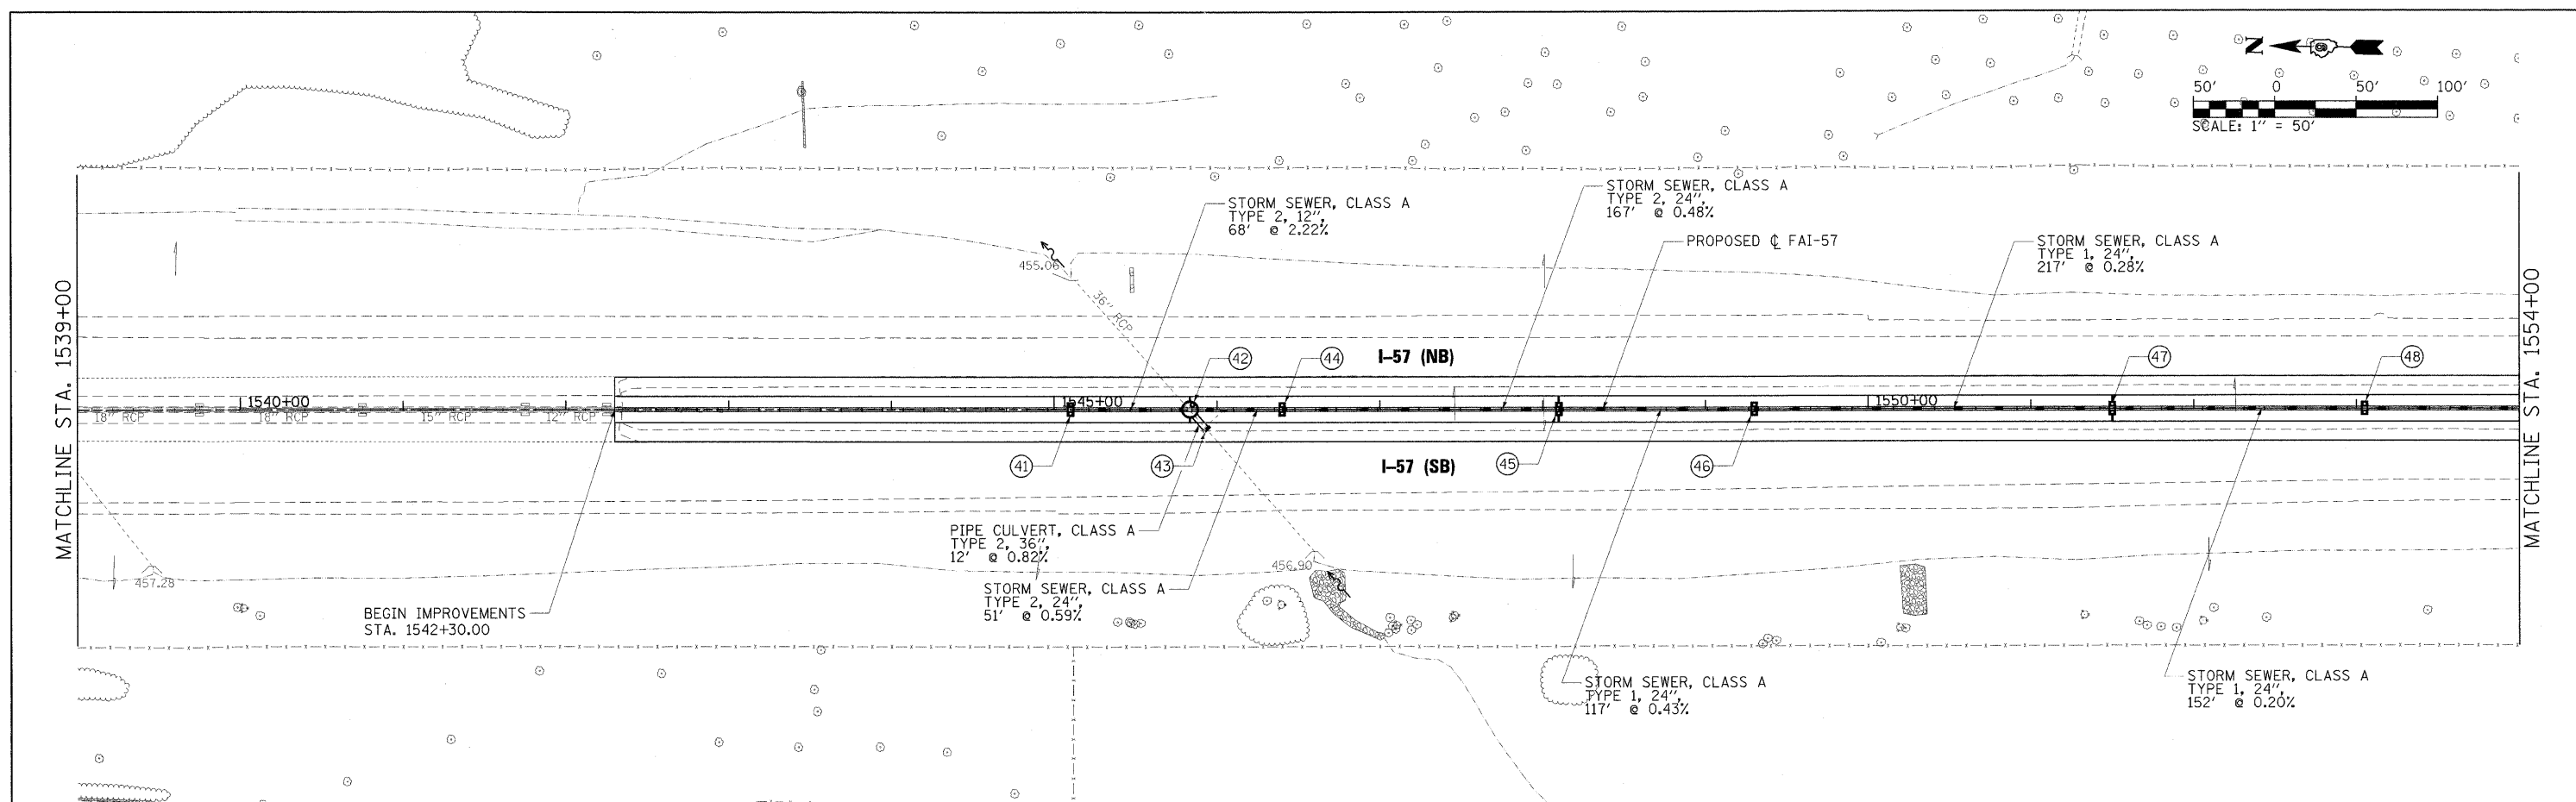 N
50' 0 50' 100'
SCALE: 1" = 50'
STORM SEWER, CLASS A
TYPE 2, 12",
68' @ 2.22%
STORM SEWER, CLASS A
TYPE 2, 24",
167' @ 0.48%
PROPOSED ℄ FAI-57
STORM SEWER, CLASS A
TYPE 1, 24",
217' @ 0.28%
455.06
36" RCP
MATCHLINE STA. 1539+00
MATCHLINE STA. 1554+00
I-57 (NB)
42
44
47
48
1540+00
1545+00
1550+00
18" RCP
18" RCP
15" RCP
12" RCP
41
43
I-57 (SB)
45
46
PIPE CULVERT, CLASS A
TYPE 2, 36",
12' @ 0.82%
456.90
457.28
STORM SEWER, CLASS A
TYPE 2, 24",
51' @ 0.59%
BEGIN IMPROVEMENTS
STA. 1542+30.00
STORM SEWER, CLASS A
TYPE 1, 24",
117' @ 0.43%
STORM SEWER, CLASS A
TYPE 1, 24",
152' @ 0.20%